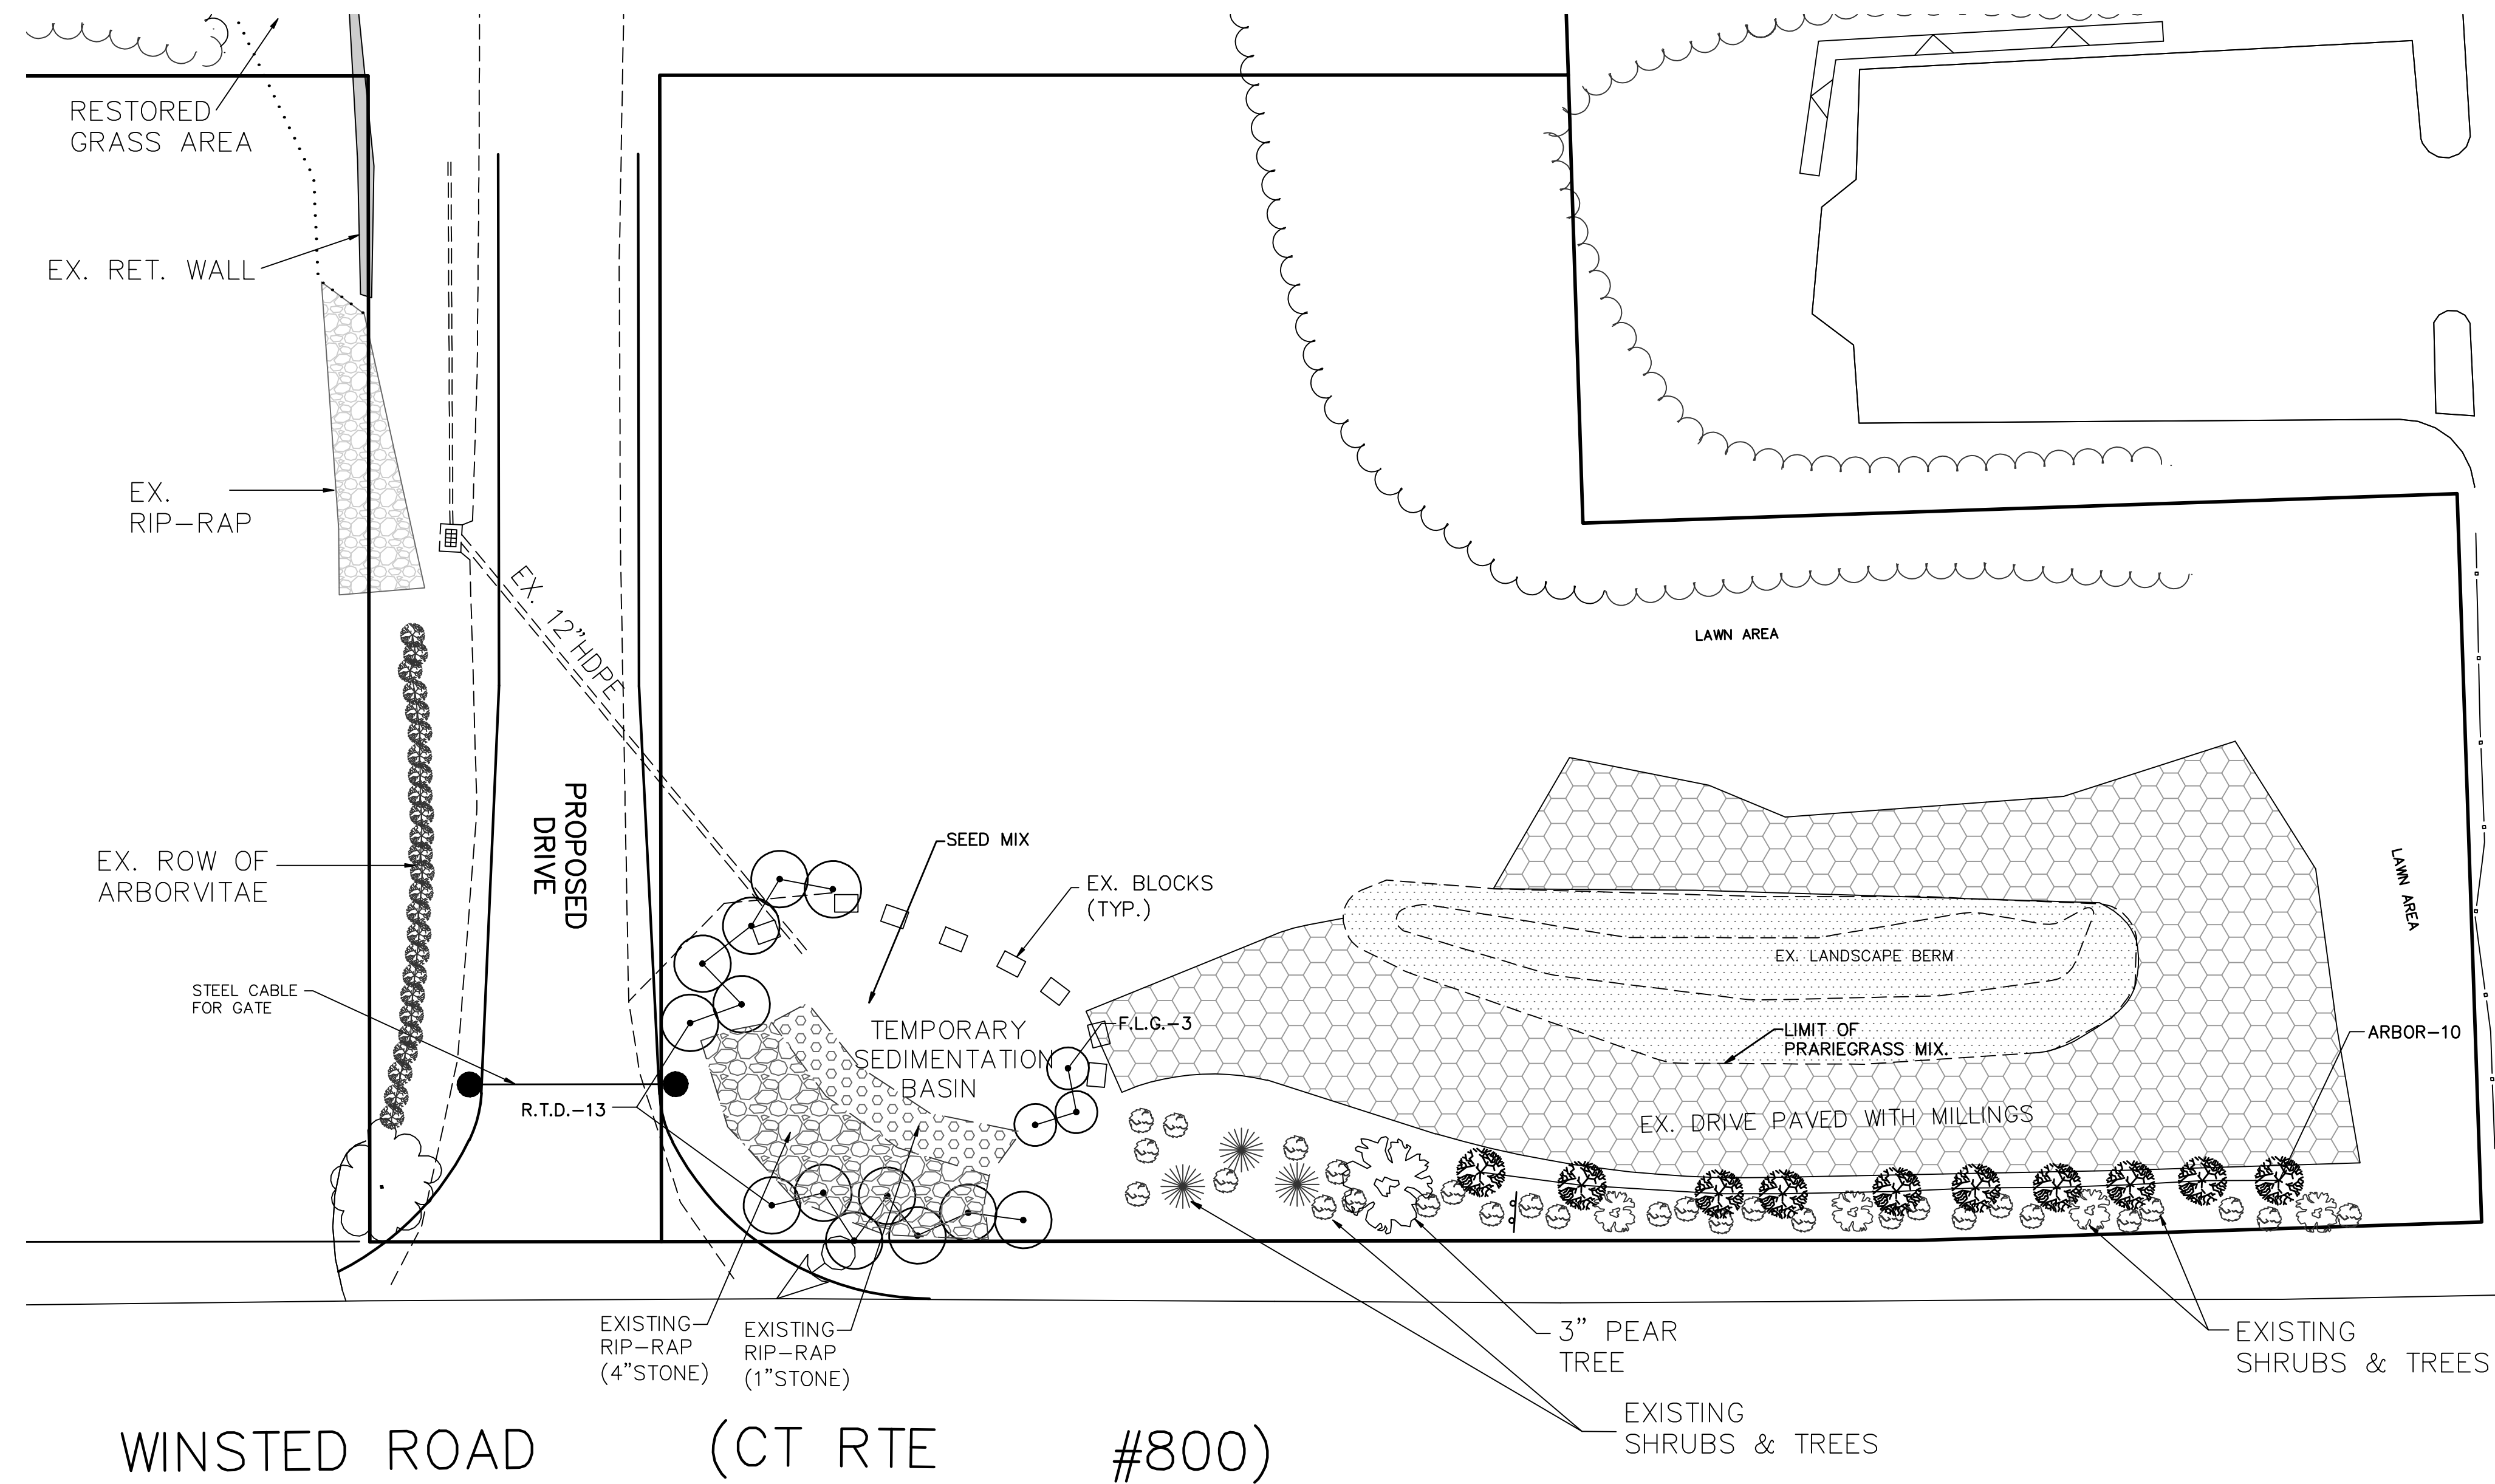 RESTORED
GRASS AREA
EX. RET. WALL
EX.
RIP-RAP
EX. 12"HDPE
LAWN AREA
PROPOSED
DRIVE
SEED MIX
EX. BLOCKS
(TYP.)
EX. ROW OF
ARBORVITAE
LAWN AREA
EX. LANDSCAPE BERM
STEEL CABLE
FOR GATE
TEMPORARY
SEDIMENTATION
BASIN
F.L.G.-3
LIMIT OF
PRARIEGRASS MIX.
ARBOR-10
R.T.D.-13
EX. DRIVE PAVED WITH MILLINGS
EXISTING
RIP-RAP
(4"STONE)
EXISTING
RIP-RAP
(1"STONE)
3" PEAR
TREE
EXISTING
SHRUBS & TREES
EXISTING
SHRUBS & TREES
WINSTED ROAD (CT RTE #800)